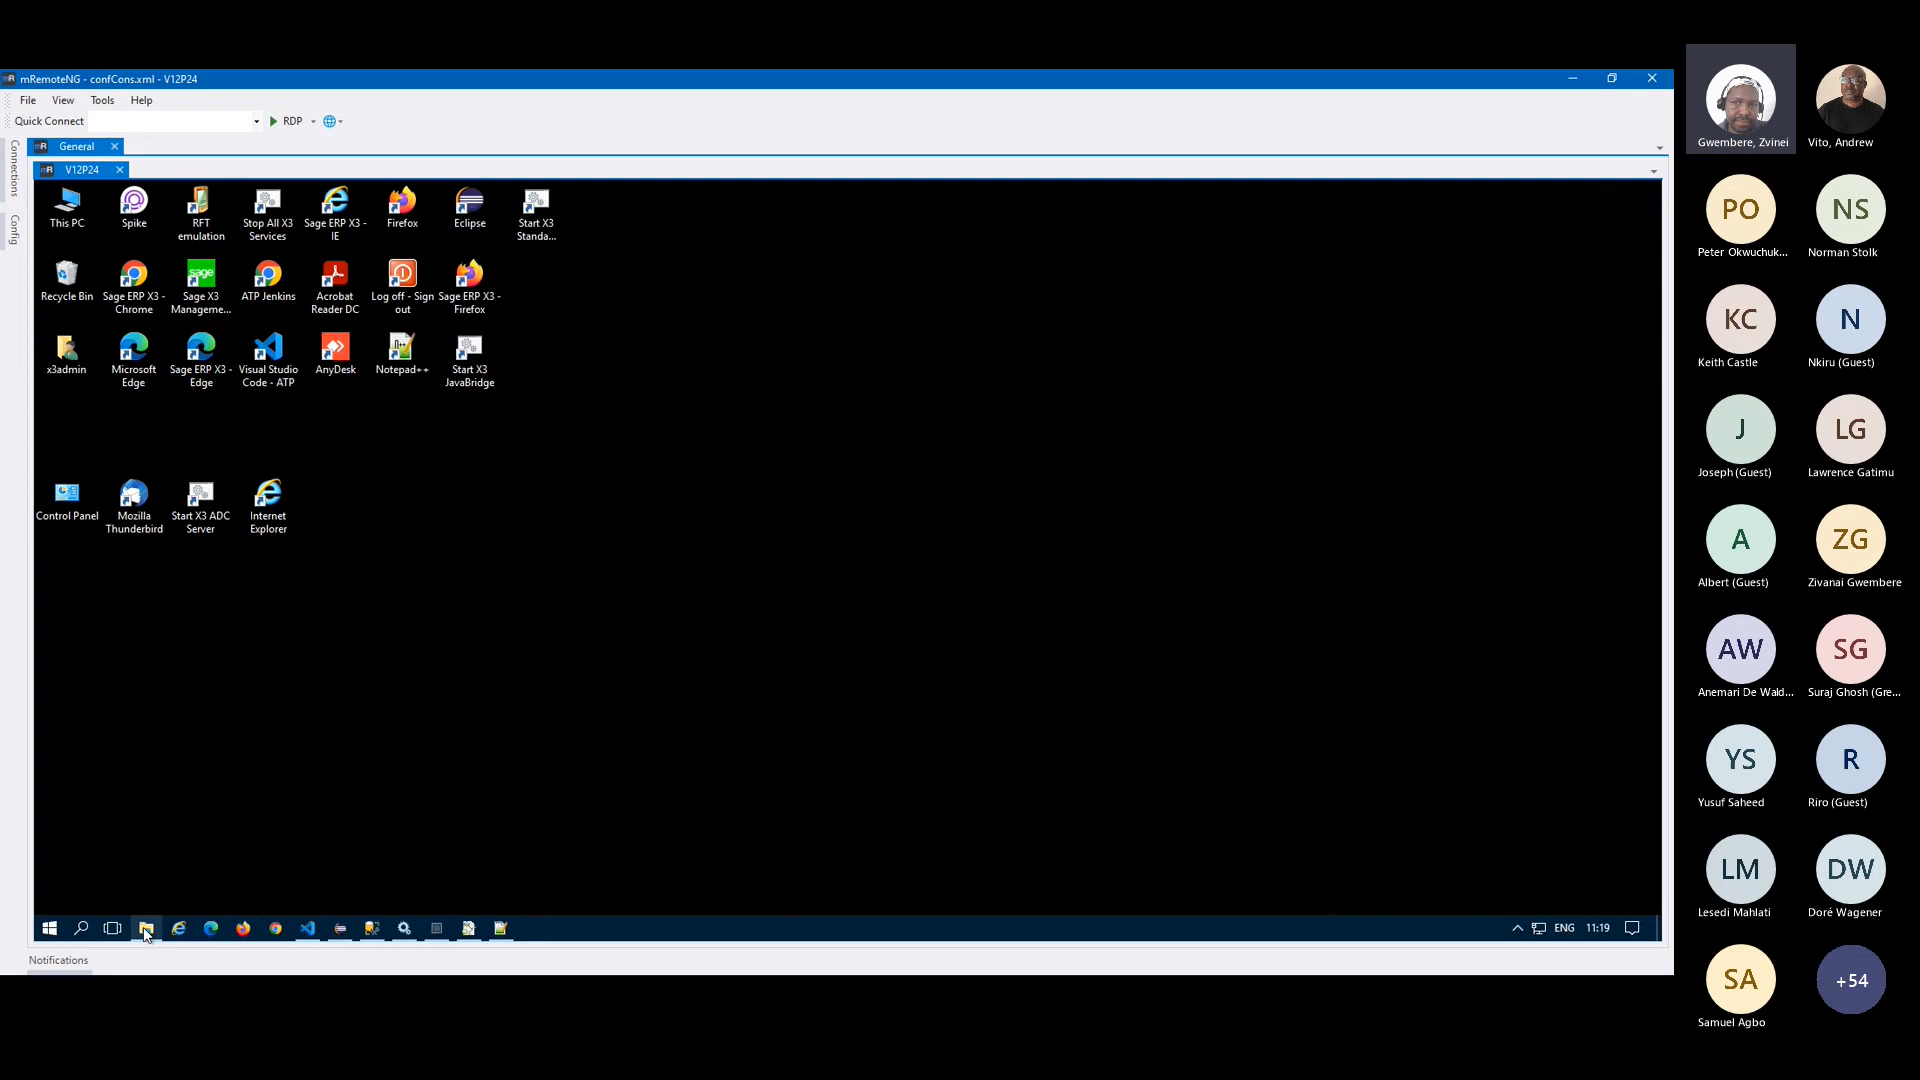 mRemoteNG - confCons.xml - V12P24
File View Tools Help
Quick Connect RDP
General
V12P24
Connections
Config
This PC
Spike
RFT
emulation
Stop All X3
Services
Sage ERP X3 -
IE
Firefox
Eclipse
Start X3
Standa...
Recycle Bin
Sage ERP X3 -
Chrome
sage
Sage X3
Manageme...
ATP Jenkins
Acrobat
Reader DC
Log off - Sign
out
Sage ERP X3 -
Firefox
x3admin
Microsoft
Edge
Sage ERP X3 -
Edge
Visual Studio
Code - ATP
AnyDesk
Notepad++
Start X3
JavaBridge
Control Panel
Mozilla
Thunderbird
Start X3 ADC
Server
Internet
Explorer
ENG 11:19
Notifications
Gwembere, Zvinei
Vito, Andrew
PO
Peter Okwuchuk...
NS
Norman Stolk
KC
Keith Castle
N
Nkiru (Guest)
J
Joseph (Guest)
LG
Lawrence Gatimu
A
Albert (Guest)
ZG
Zivanai Gwembere
AW
Anemari De Wald...
SG
Suraj Ghosh (Gre...
YS
Yusuf Saheed
R
Riro (Guest)
LM
Lesedi Mahlati
DW
Doré Wagener
SA
Samuel Agbo
+54